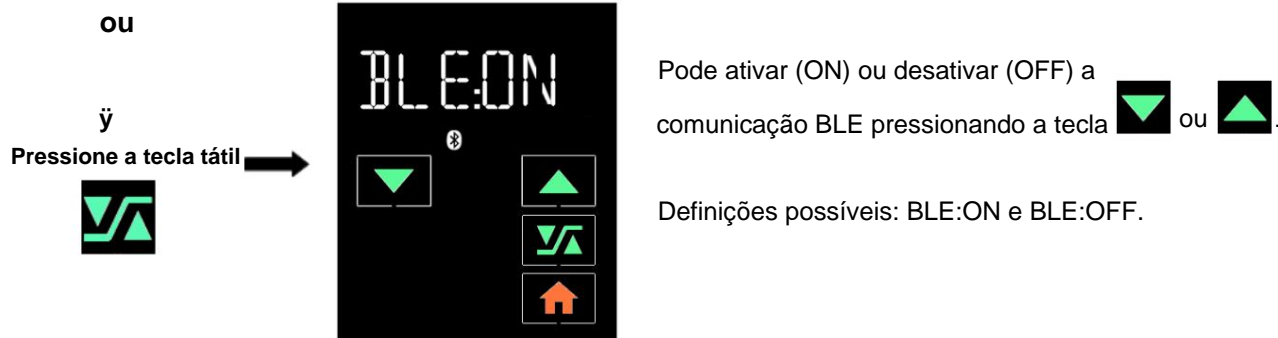 ou
ÿ
Pressione a tecla tátil
BLE:ON
Pode ativar (ON) ou desativar (OFF) a
comunicação BLE pressionando a tecla ou .
Definições possíveis: BLE:ON e BLE:OFF.